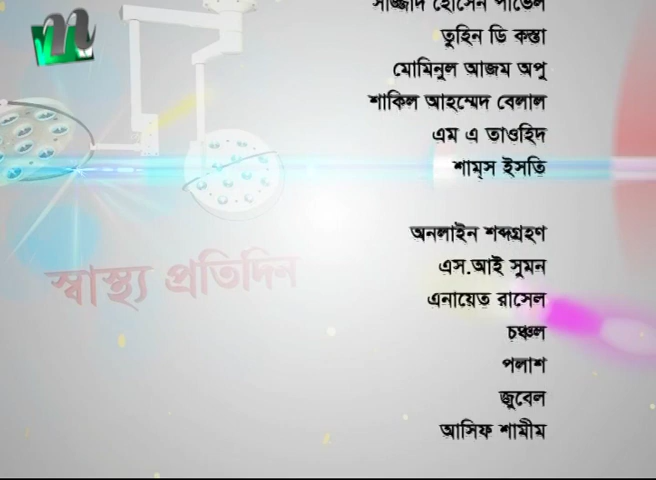 সাজ্জাদ হোসেন পাভেল
তুহিন ডি কস্তা
মোমিনুল আজম অপু
শাকিল আহম্মেদ বেলাল
এম এ তাওহিদ
শাম্‌স ইসতি
অনলাইন শব্দগ্রহণ
এস.আই সুমন
এনায়েত রাসেল
চঞ্চল
পলাশ
জুবেল
আসিফ শামীম
স্বাস্থ্য প্রতিদিন